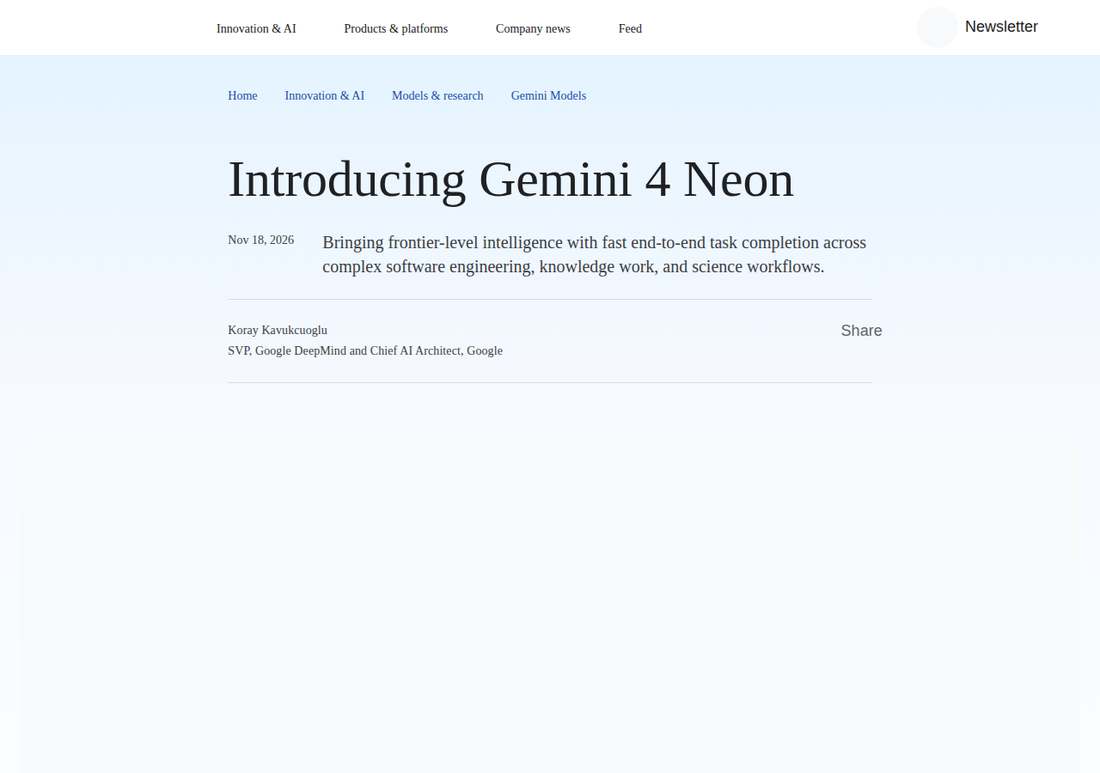 Innovation & AI Products & platforms Company news Feed Newsletter
Home Innovation & AI Models & research Gemini Models
Introducing Gemini 4 Neon
Nov 18, 2026
Bringing frontier-level intelligence with fast end-to-end task completion across
complex software engineering, knowledge work, and science workflows.
Koray Kavukcuoglu
SVP, Google DeepMind and Chief AI Architect, Google
Share